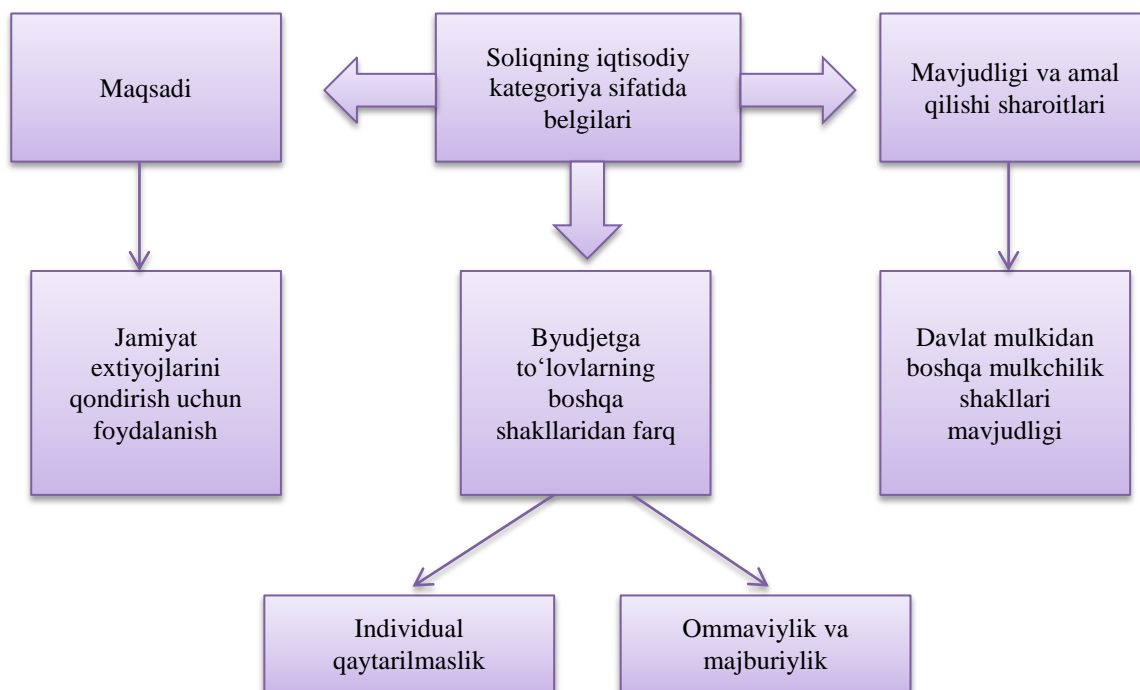 Maqsadi
Soliqning iqtisodiy
kategoriya sifatida
belgilari
Mavjudligi va amal
qilishi sharoitlari
Jamiyat
extiyojlarini
qondirish uchun
foydalanish
Byudjetga
to‘lovlarning
boshqa
shakllaridan farq
Davlat mulkidan
boshqa mulkchilik
shakllari
mavjudligi
Individual
qaytarilmaslik
Ommaviylik va
majburiylik